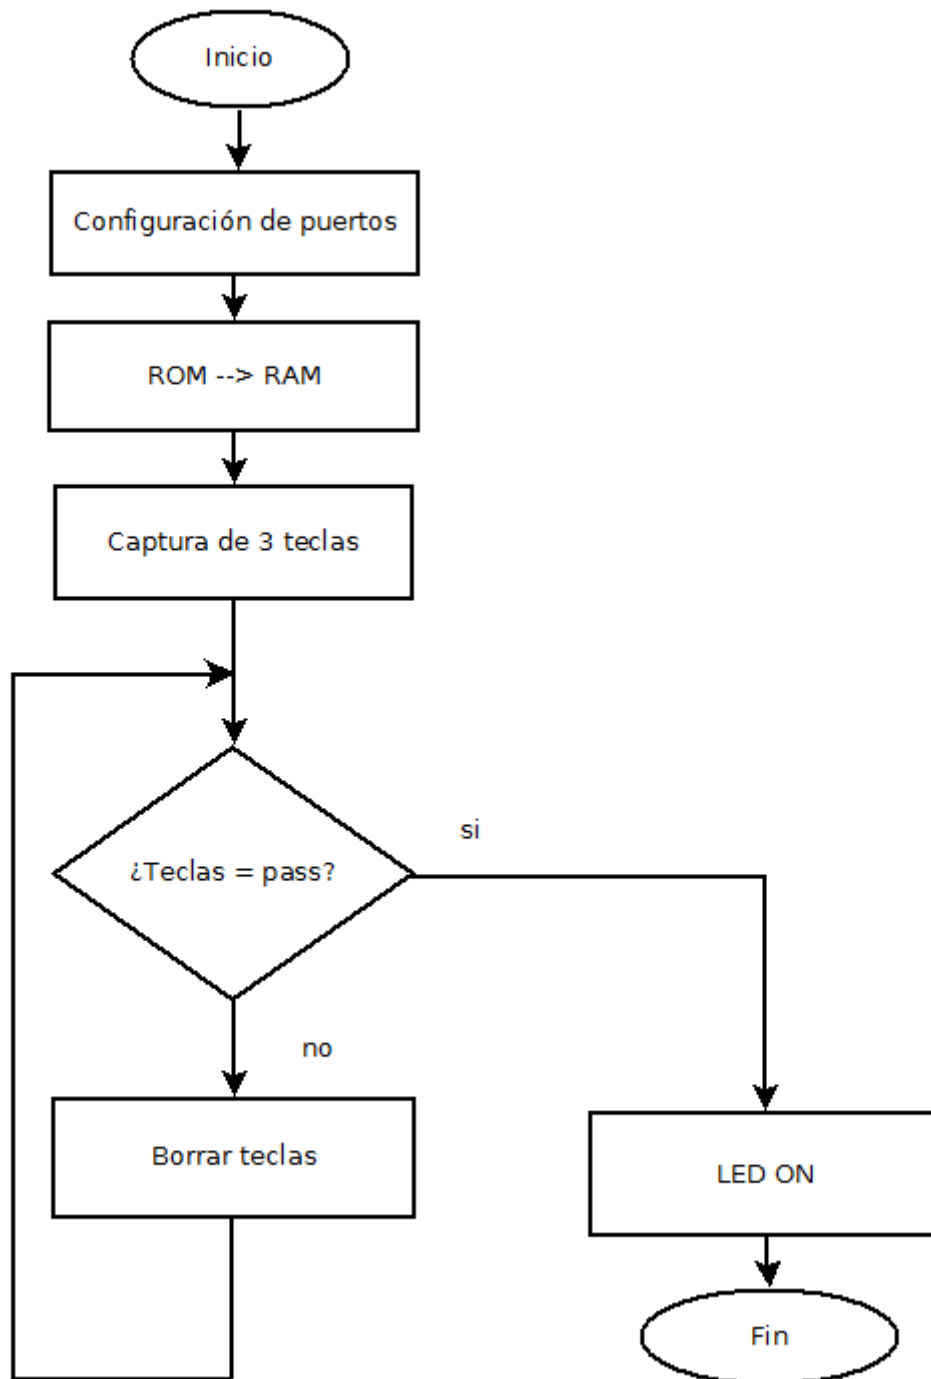 Inicio
Configuración de puertos
ROM --> RAM
Captura de 3 teclas
si
¿Teclas = pass?
no
Borrar teclas
LED ON
Fin